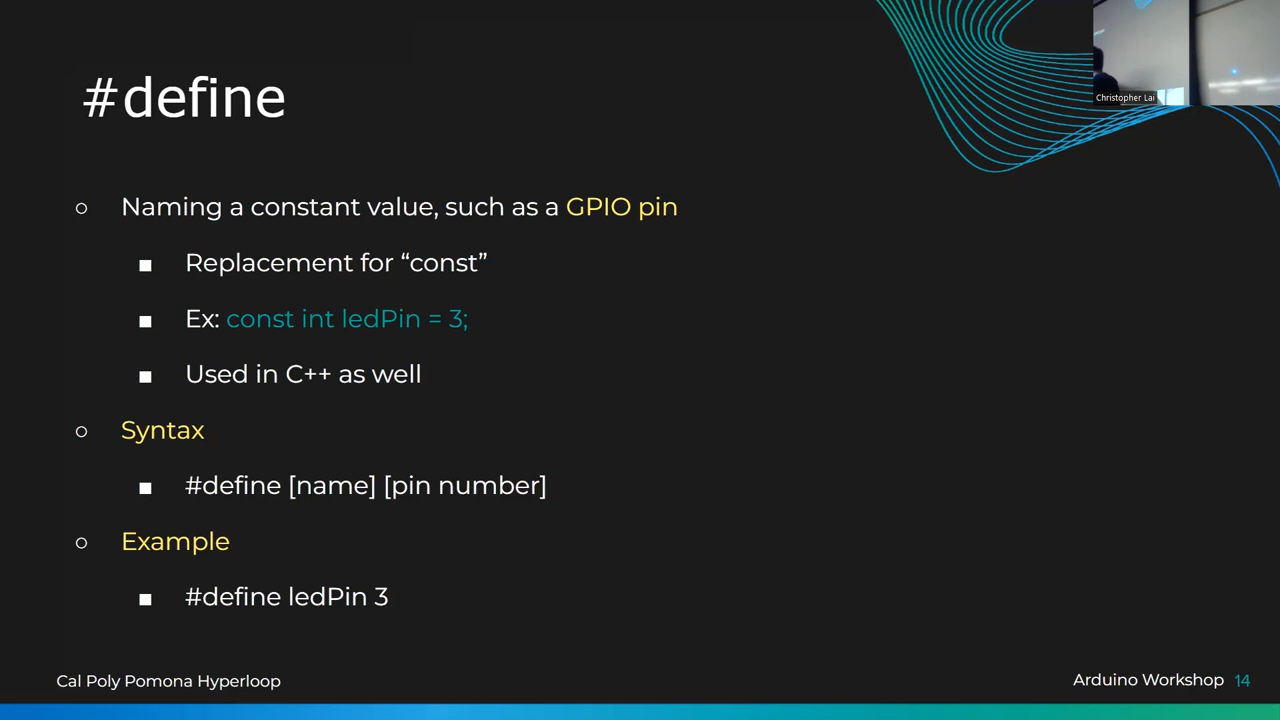 Christopher Lai
#define
Naming a constant value, such as a GPIO pin
Replacement for “const”
Ex: const int ledPin = 3;
Used in C++ as well
Syntax
#define [name] [pin number]
Example
#define ledPin 3
Cal Poly Pomona Hyperloop
Arduino Workshop 14